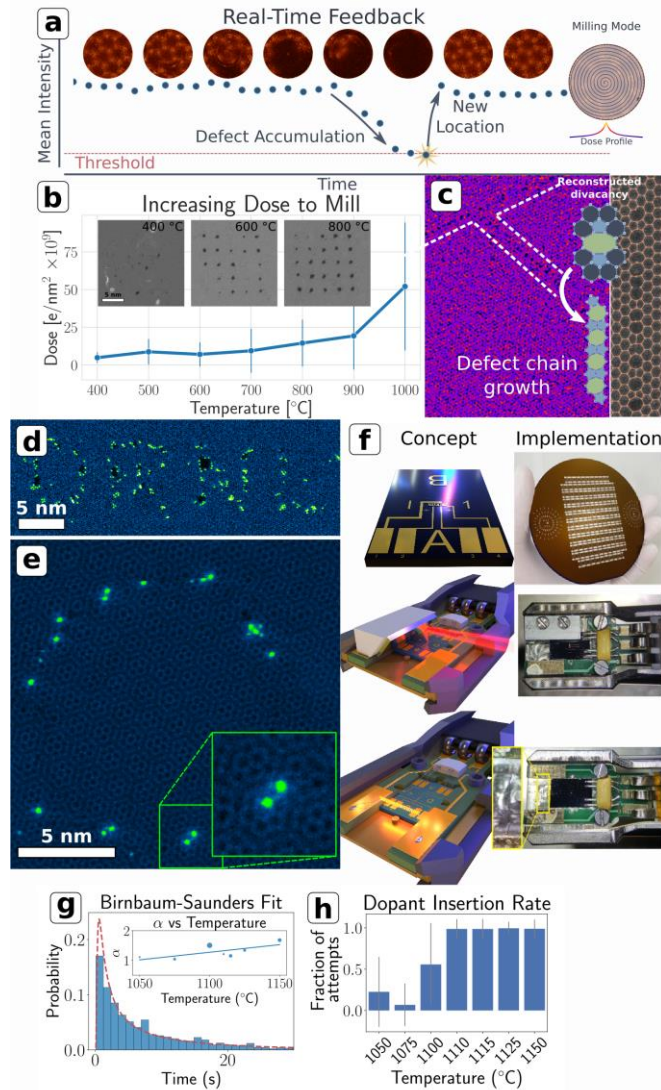 a
Real-Time Feedback
Milling Mode
Mean Intensity
Defect Accumulation
New
Location
Threshold
Dose Profile
Time
b
Increasing Dose to Mill
400 °C
600 °C
800 °C
5 nm
Dose [e/nm² ×10⁹]
75
50
25
0
400
500
600
700
800
900
1000
Temperature [°C]
c
Reconstructed
divacancy
Defect chain
growth
d
5 nm
e
5 nm
f
Concept
Implementation
B
1
1
A
g
Birnbaum-Saunders Fit
α vs Temperature
2
1
α
1050
1100
1150
Temperature (°C)
Probability
0.2
0.1
0.0
0
20
Time (s)
h
Dopant Insertion Rate
Fraction of
attempts
1.0
0.5
0.0
1050
1075
1100
1110
1115
1125
1150
Temperature (°C)